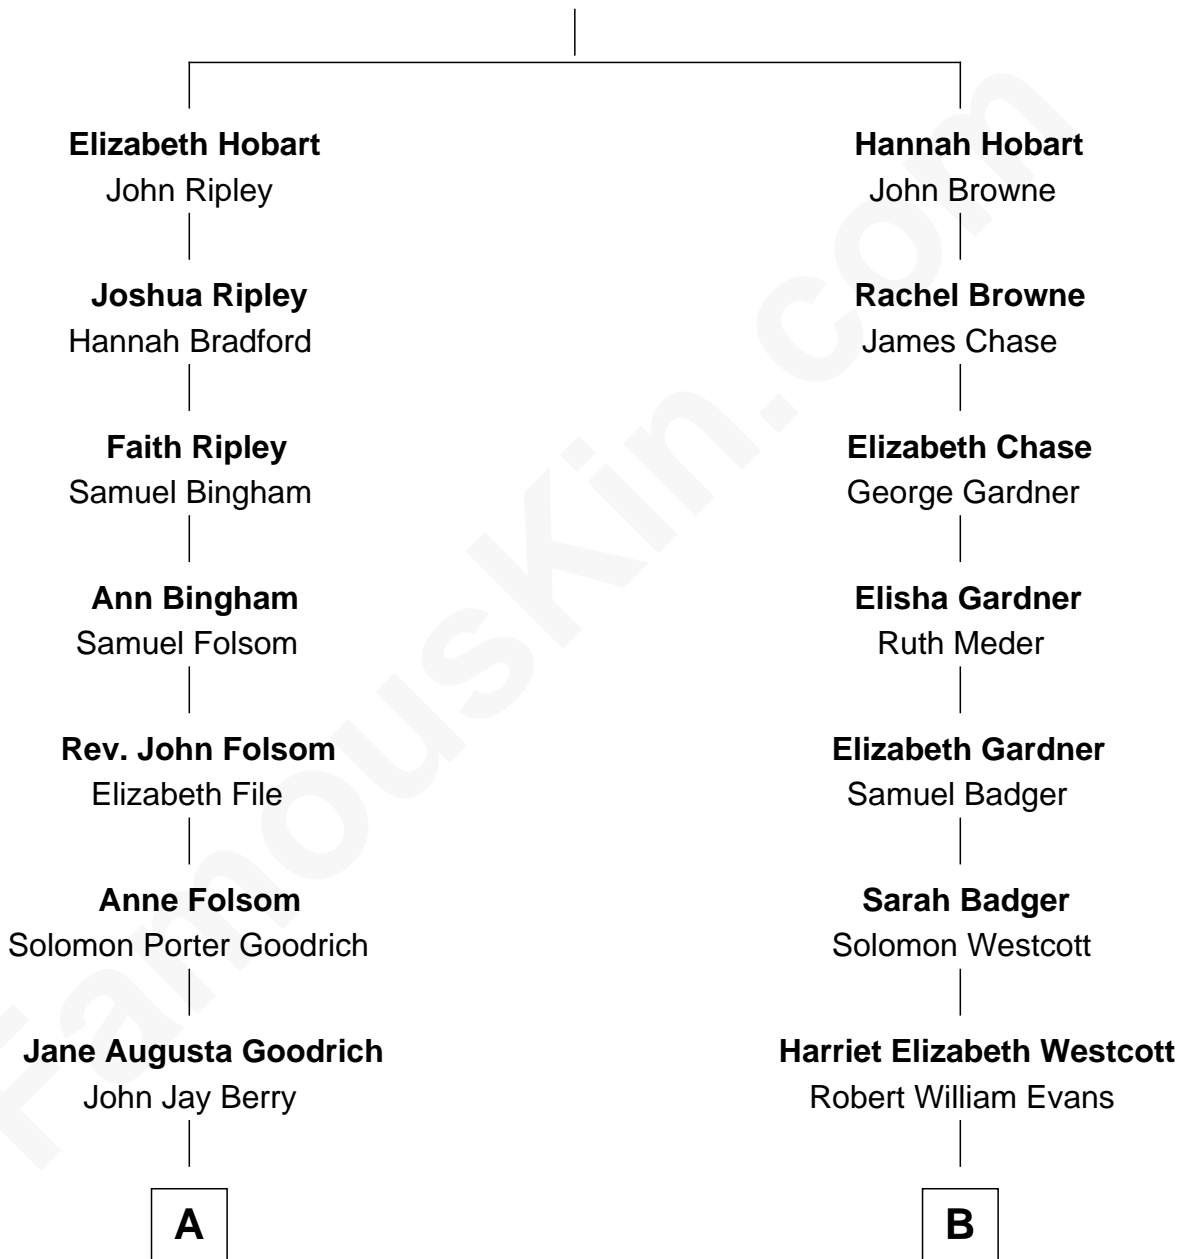 Elizabeth Hobart
John Ripley
Joshua Ripley
Hannah Bradford
Faith Ripley
Samuel Bingham
Ann Bingham
Samuel Folsom
Rev. John Folsom
Elizabeth File
Anne Folsom
Solomon Porter Goodrich
Jane Augusta Goodrich
John Jay Berry
A
Hannah Hobart
John Browne
Rachel Browne
James Chase
Elizabeth Chase
George Gardner
Elisha Gardner
Ruth Meder
Elizabeth Gardner
Samuel Badger
Sarah Badger
Solomon Westcott
Harriet Elizabeth Westcott
Robert William Evans
B
FamousKin.com